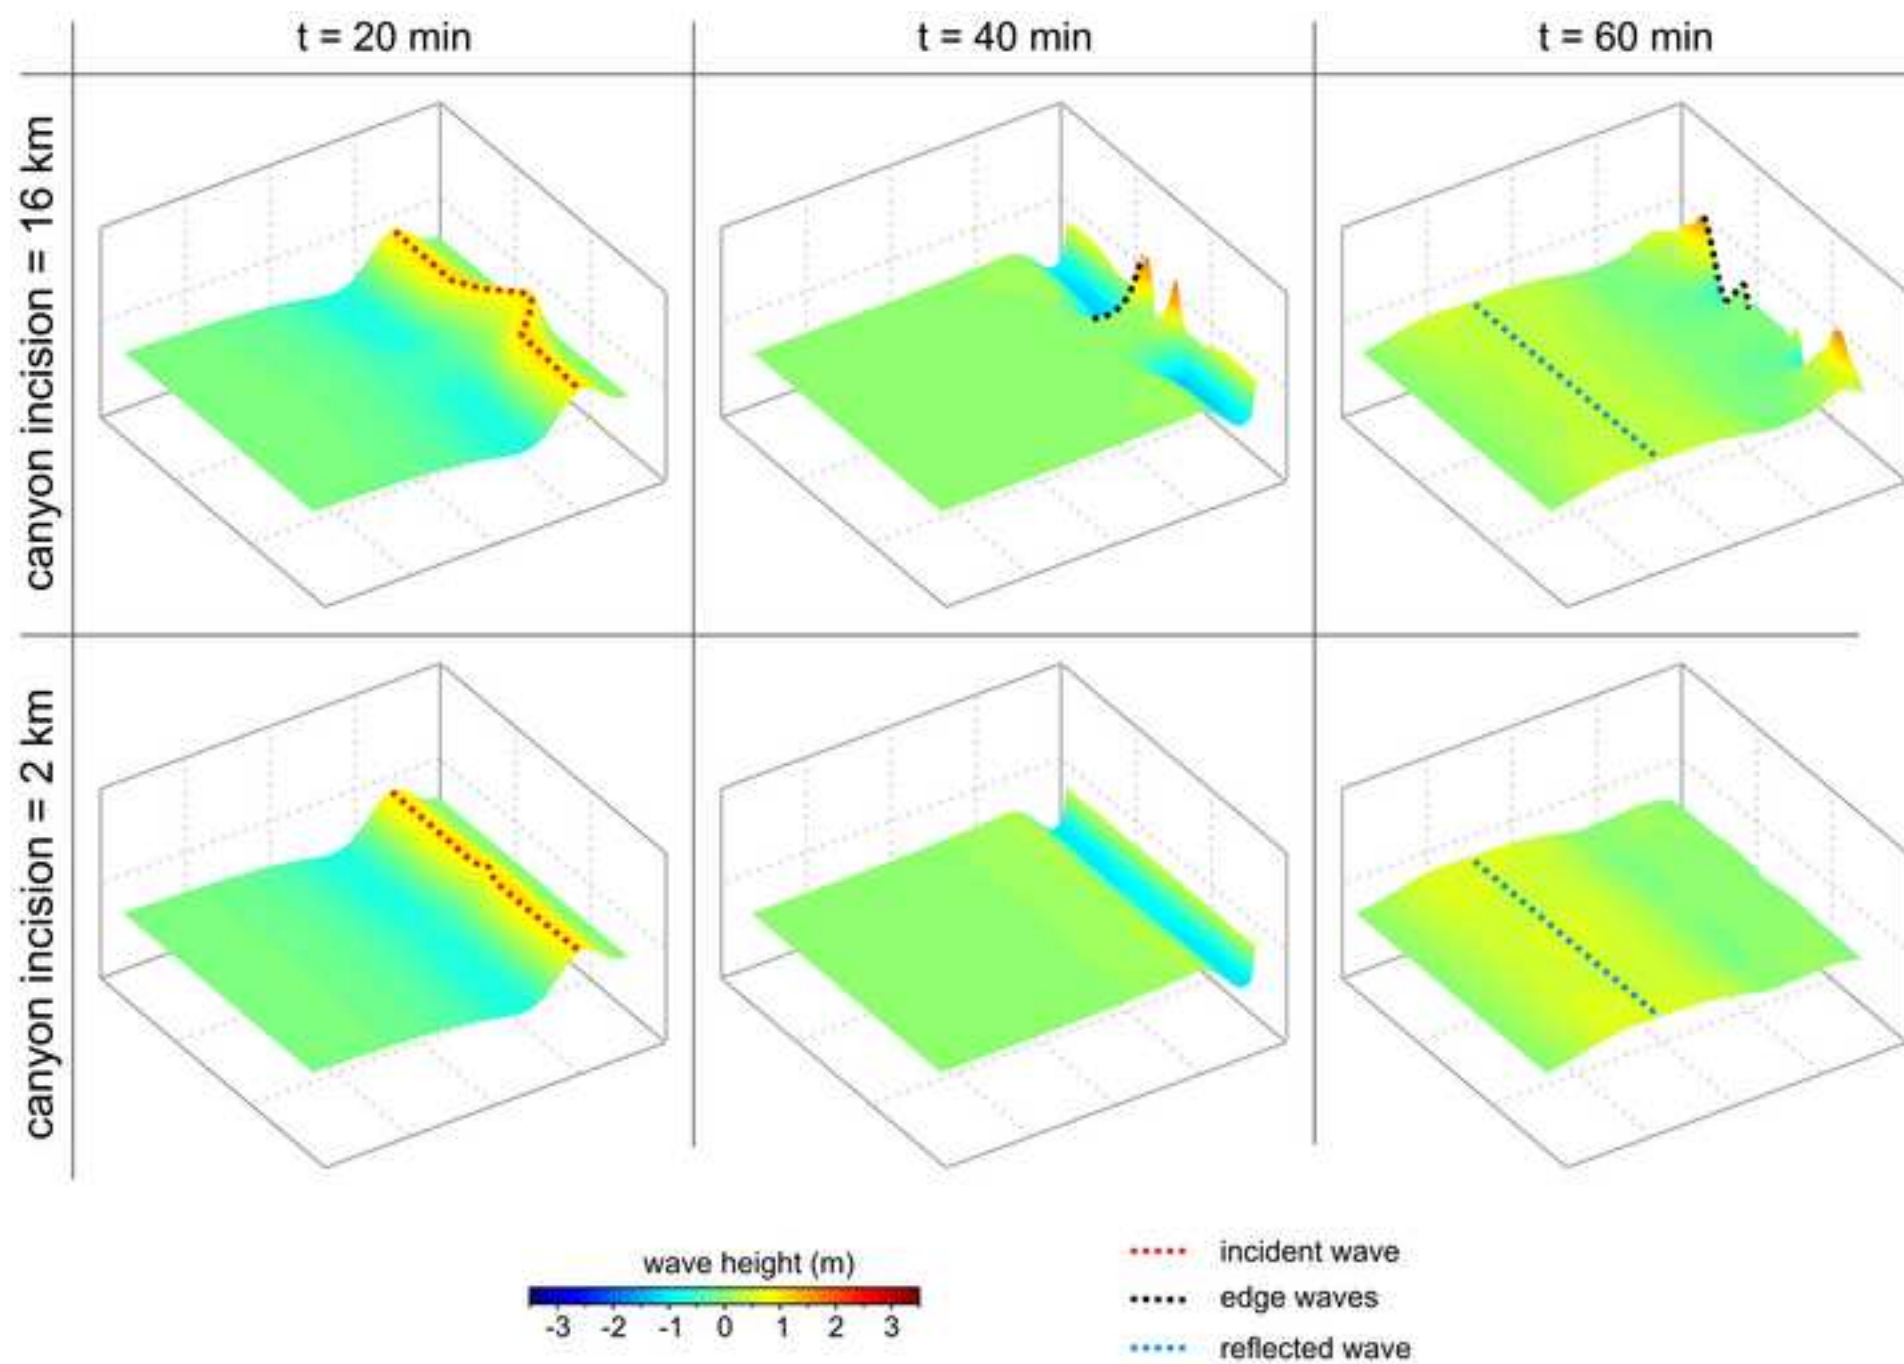 t = 20 min
t = 40 min
t = 60 min
canyon incision = 16 km
canyon incision = 2 km
wave height (m)
-3 -2 -1 0 1 2 3
incident wave
edge waves
reflected wave